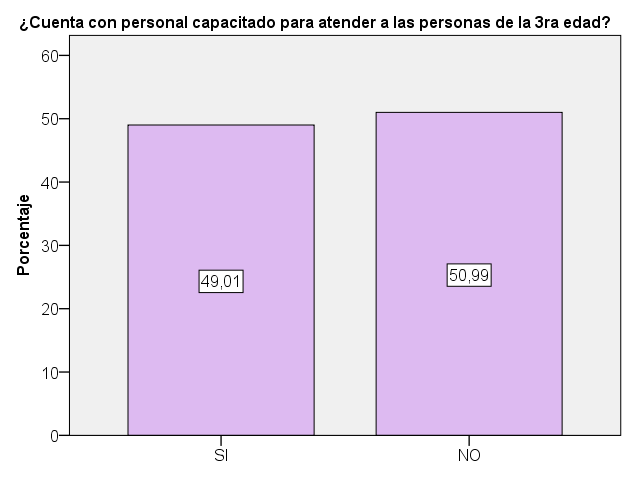 ¿Cuenta con personal capacitado para atender a las personas de la 3ra edad?
60
50
40
30
20
10
0
Porcentaje
49,01
50,99
SI
NO